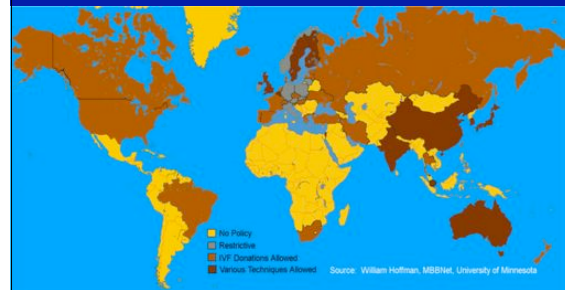 No Policy
Restrictive
IVF Donations Allowed
Various Techniques Allowed
Source: William Hoffman, MBBNet, University of Minnesota